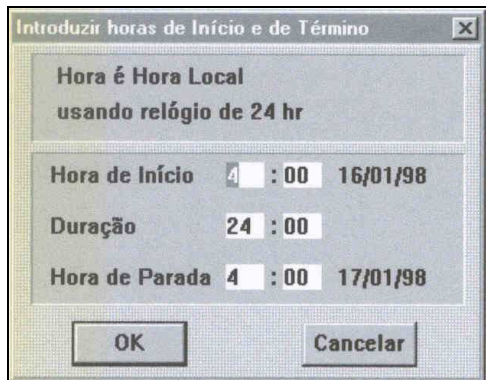 Introduzir horas de Início e de Término
Hora é Hora Local
usando relógio de 24 hr
Hora de Início 4 : 00 16/01/98
Duração 24 : 00
Hora de Parada 4 : 00 17/01/98
OK Cancelar